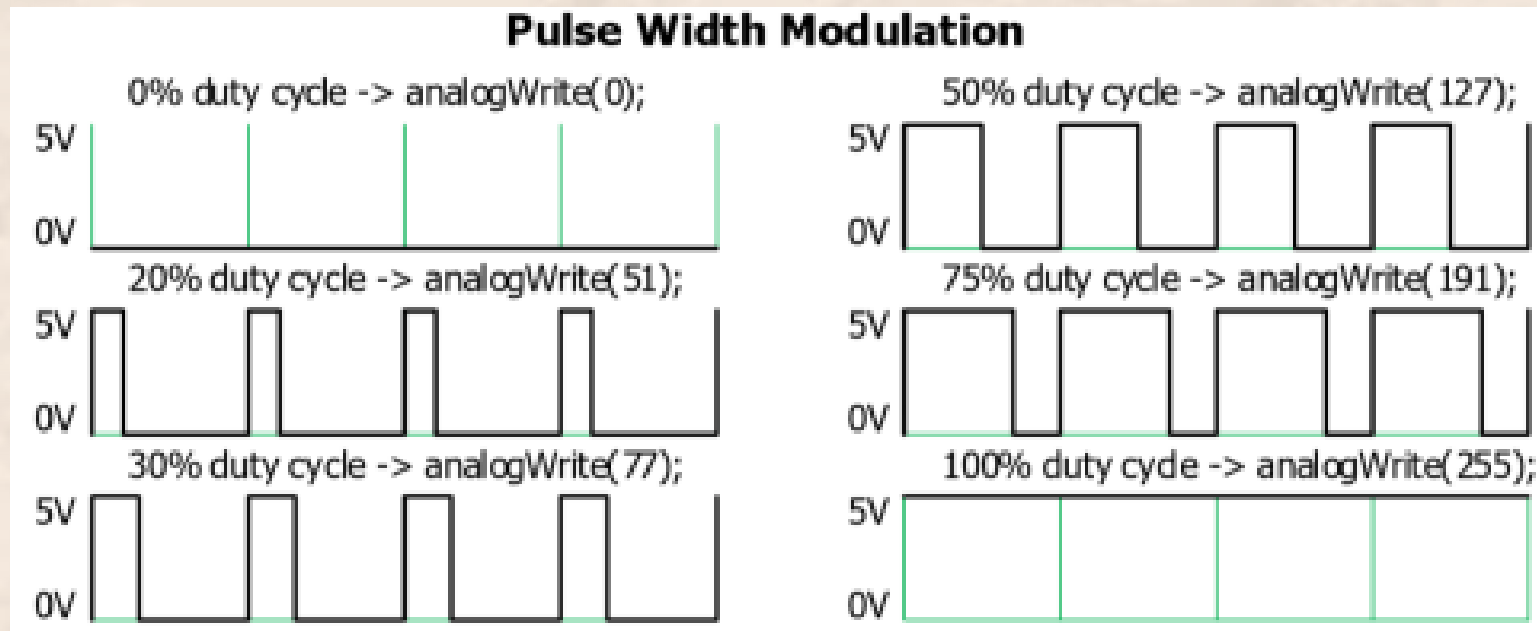 Pulse Width Modulation
0% duty cycle -> analogWrite(0);
5V
0V
20% duty cycle -> analogWrite(51);
5V
0V
30% duty cycle -> analogWrite(77);
5V
0V
50% duty cycle -> analogWrite(127);
5V
0V
75% duty cycle -> analogWrite(191);
5V
0V
100% duty cycle -> analogWrite(255);
5V
0V